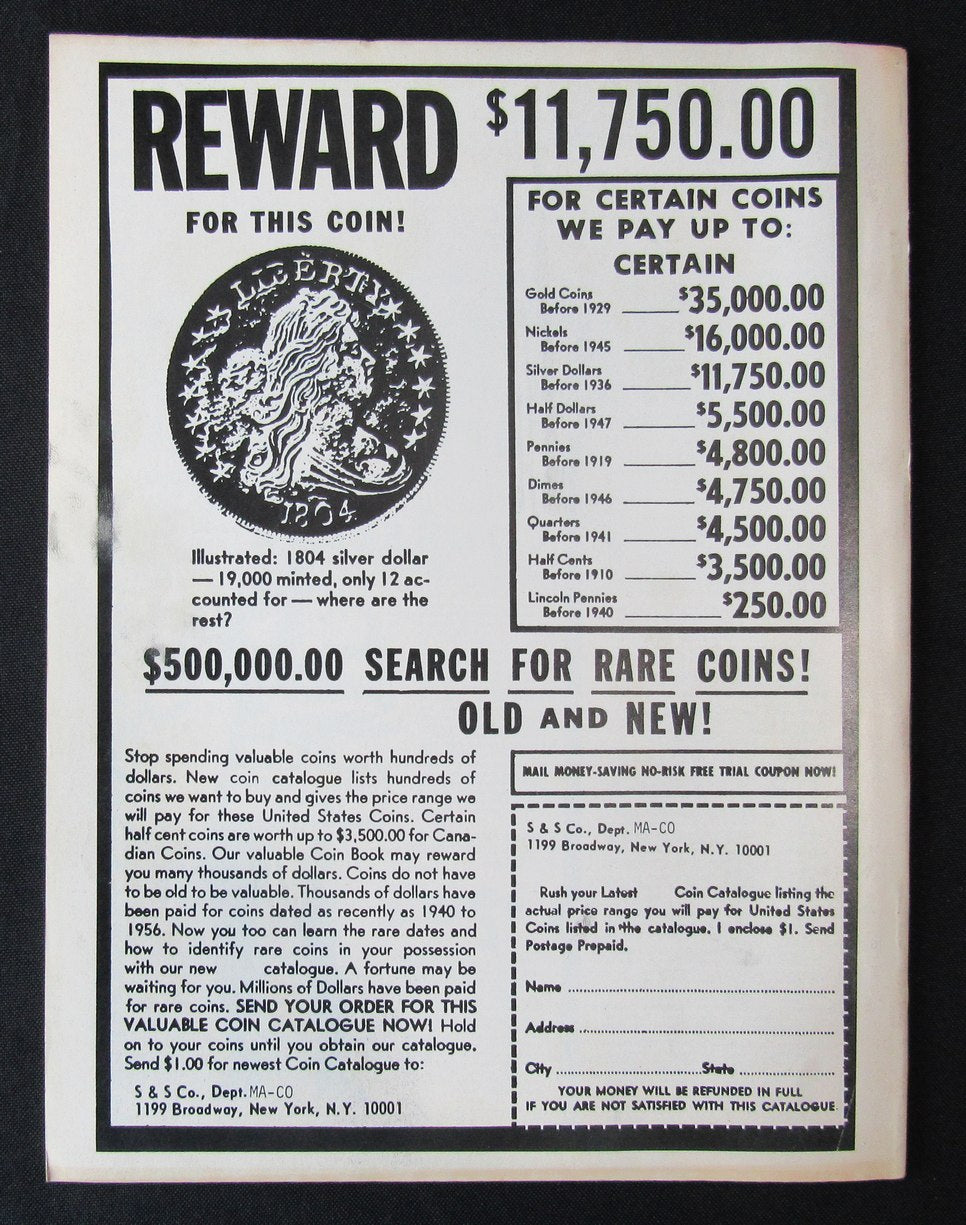 REWARD $11,750.00
FOR THIS COIN!
LIBERTY
1804
Illustrated: 1804 silver dollar
— 19,000 minted, only 12 ac-
counted for — where are the
rest?
FOR CERTAIN COINS
WE PAY UP TO:
CERTAIN
Gold Coins
Before 1929 $35,000.00
Nickels
Before 1945 $16,000.00
Silver Dollars
Before 1936 $11,750.00
Half Dollars
Before 1947 $5,500.00
Pennies
Before 1919 $4,800.00
Dimes
Before 1946 $4,750.00
Quarters
Before 1941 $4,500.00
Half Cents
Before 1910 $3,500.00
Lincoln Pennies
Before 1940 $250.00
$500,000.00 SEARCH FOR RARE COINS!
OLD AND NEW!
Stop spending valuable coins worth hundreds of
dollars. New coin catalogue lists hundreds of
coins we want to buy and gives the price range we
will pay for these United States Coins. Certain
half cent coins are worth up to $3,500.00 for Cana-
dian Coins. Our valuable Coin Book may reward
you many thousands of dollars. Coins do not have
to be old to be valuable. Thousands of dollars have
been paid for coins dated as recently as 1940 to
1956. Now you too can learn the rare dates and
how to identify rare coins in your possession
with our new catalogue. A fortune may be
waiting for you. Millions of Dollars have been paid
for rare coins. SEND YOUR ORDER FOR THIS
VALUABLE COIN CATALOGUE NOW! Hold
on to your coins until you obtain our catalogue.
Send $1.00 for newest Coin Catalogue to:
S & S Co., Dept. MA-CO
1199 Broadway, New York, N.Y. 10001
MAIL MONEY-SAVING NO-RISK FREE TRIAL COUPON NOW!
S & S Co., Dept. MA-CO
1199 Broadway, New York, N.Y. 10001
Rush your Latest Coin Catalogue listing the
actual price range you will pay for United States
Coins listed in the catalogue. I enclose $1. Send
Postage Prepaid.
Name
Address
City State
YOUR MONEY WILL BE REFUNDED IN FULL
IF YOU ARE NOT SATISFIED WITH THIS CATALOGUE.